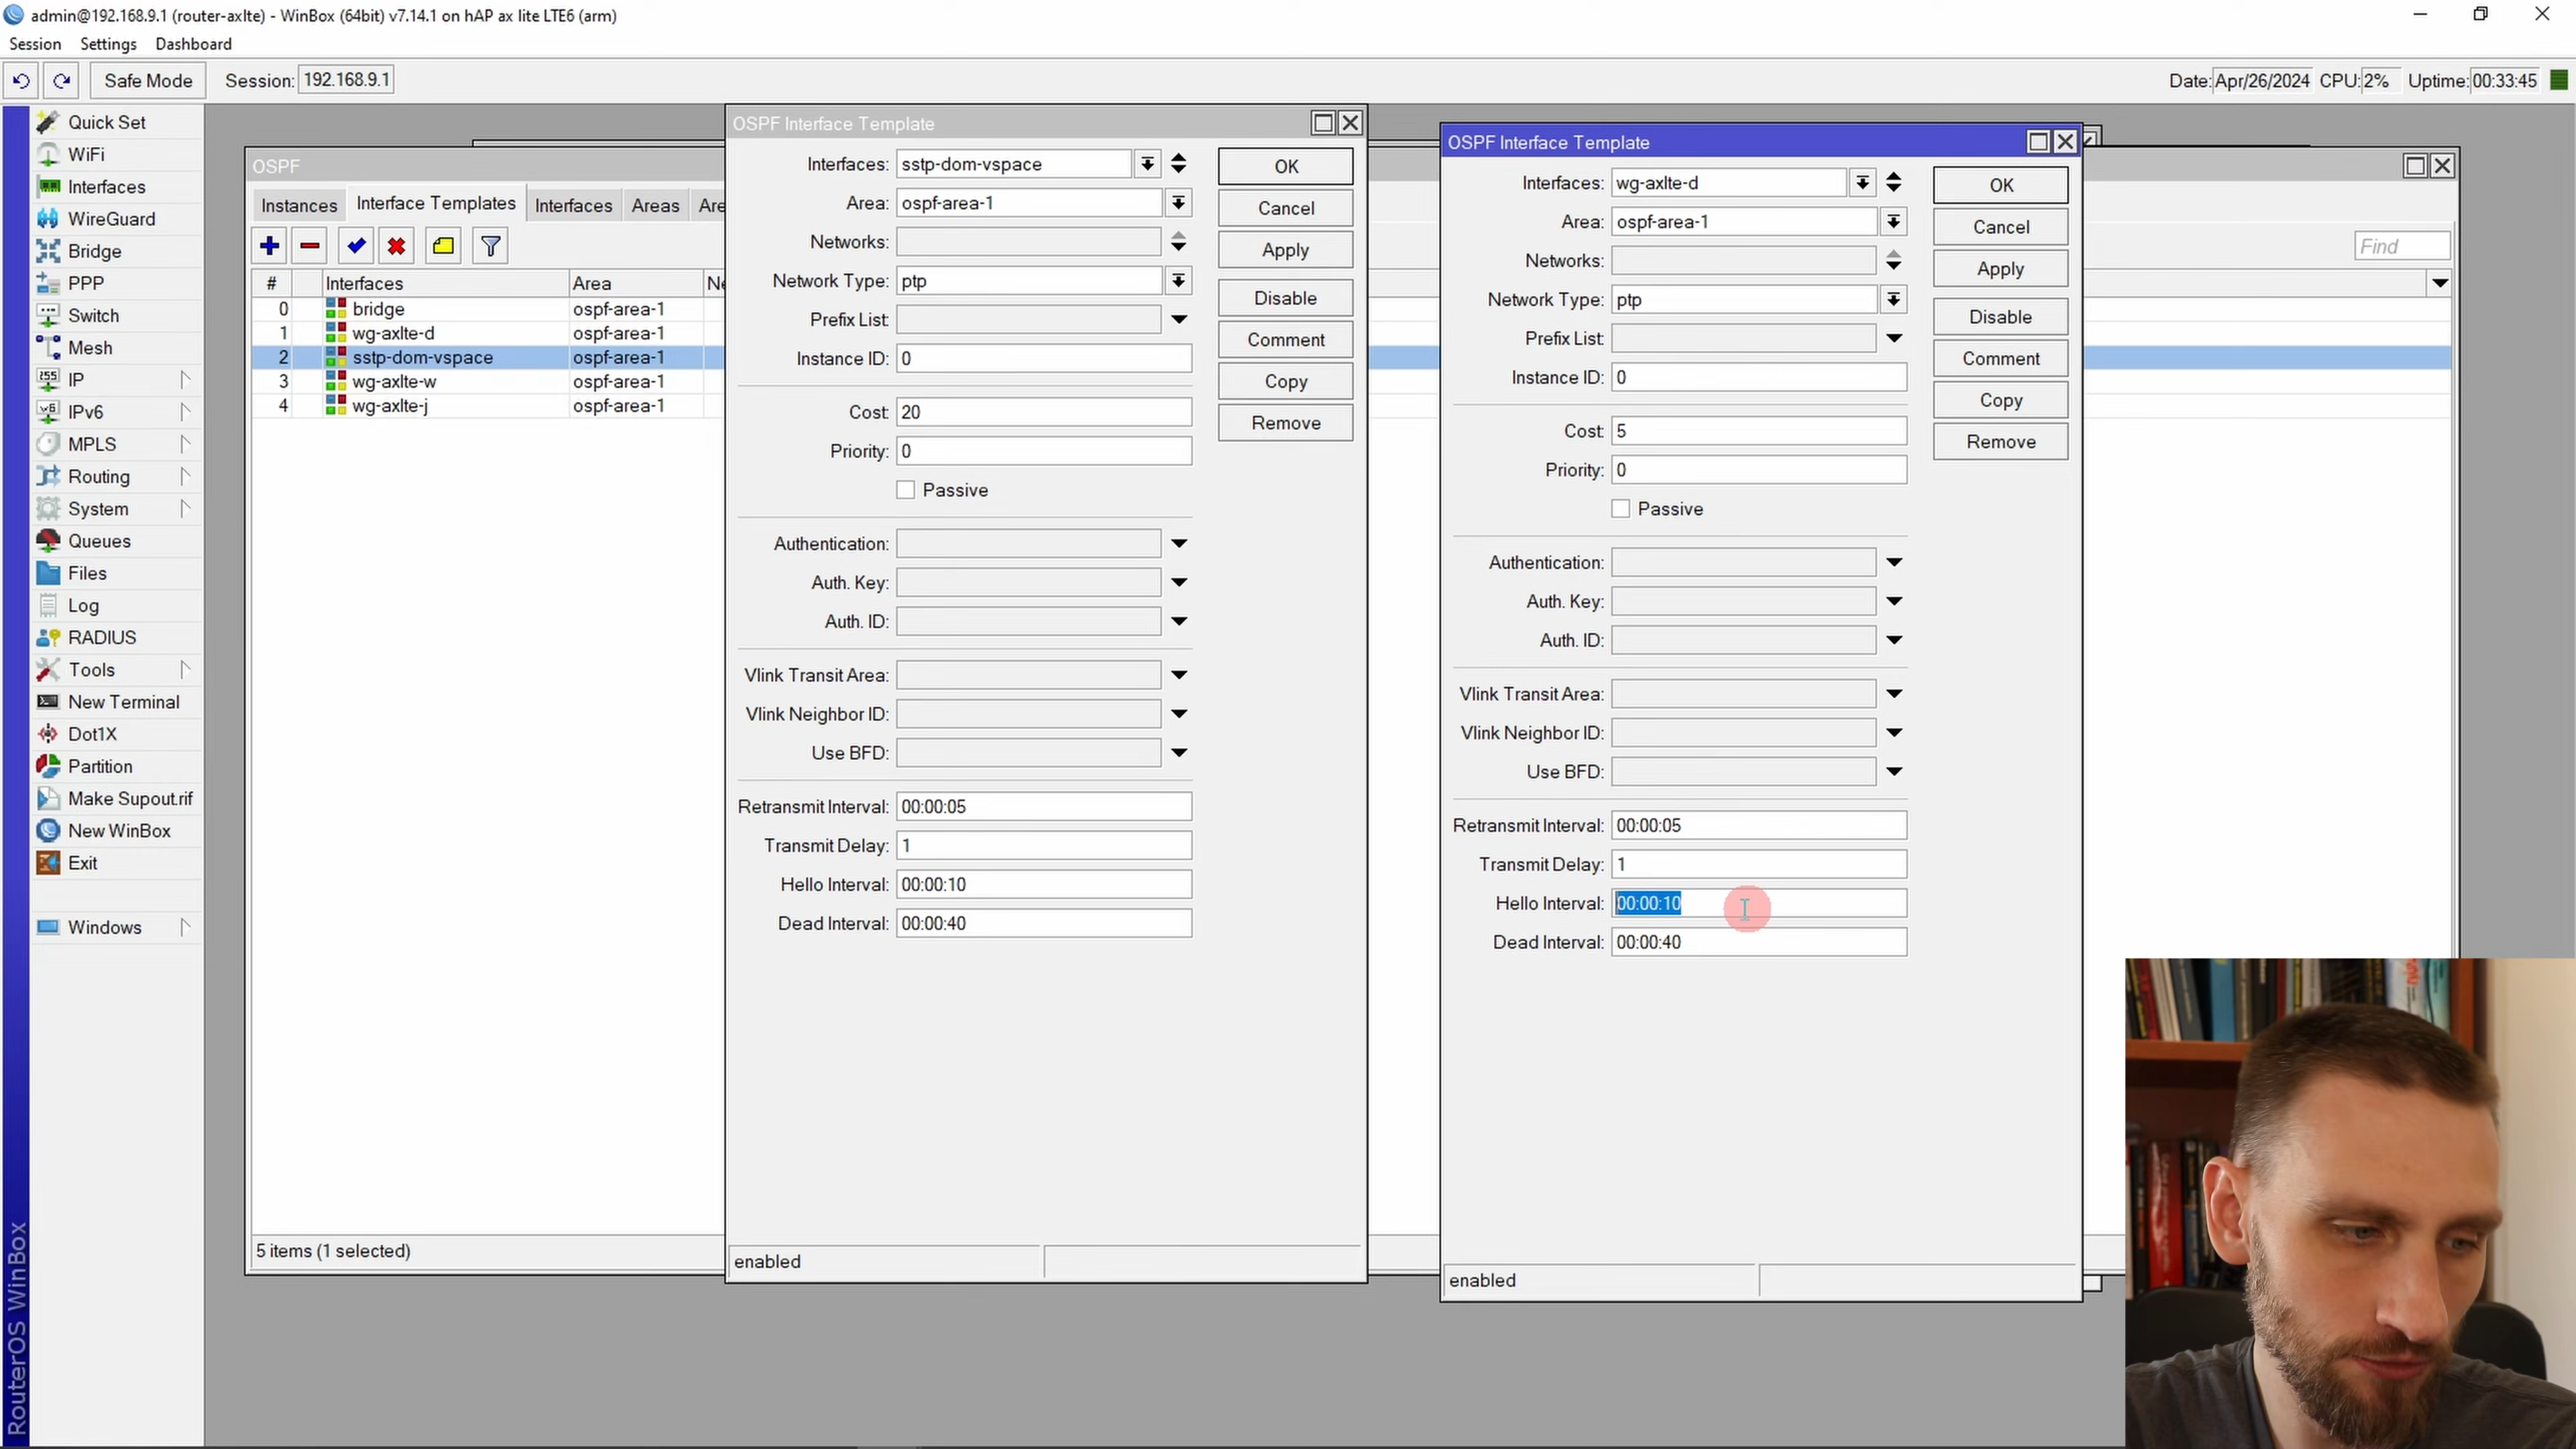 admin@192.168.9.1 (router-axlte) - WinBox (64bit) v7.14.1 on hAP ax lite LTE6 (arm)
Session Settings Dashboard
Safe Mode Session: 192.168.9.1 Date: Apr/26/2024 CPU: 2% Uptime: 00:33:45
Quick Set
WiFi
Interfaces
WireGuard
Bridge
PPP
Switch
Mesh
IP
IPv6
MPLS
Routing
System
Queues
Files
Log
RADIUS
Tools
New Terminal
Dot1X
Partition
Make Supout.rif
New WinBox
Exit
Windows
RouterOS WinBox
OSPF
Instances Interface Templates Interfaces Areas Are
Find
# Interfaces Area Ne
0 bridge ospf-area-1
1 wg-axlte-d ospf-area-1
2 sstp-dom-vspace ospf-area-1
3 wg-axlte-w ospf-area-1
4 wg-axlte-j ospf-area-1
5 items (1 selected)
OSPF Interface Template
Interfaces: sstp-dom-vspace
Area: ospf-area-1
Networks:
Network Type: ptp
Prefix List:
Instance ID: 0
Cost: 20
Priority: 0
Passive
Authentication:
Auth. Key:
Auth. ID:
Vlink Transit Area:
Vlink Neighbor ID:
Use BFD:
Retransmit Interval: 00:00:05
Transmit Delay: 1
Hello Interval: 00:00:10
Dead Interval: 00:00:40
OK
Cancel
Apply
Disable
Comment
Copy
Remove
enabled
OSPF Interface Template
Interfaces: wg-axlte-d
Area: ospf-area-1
Networks:
Network Type: ptp
Prefix List:
Instance ID: 0
Cost: 5
Priority: 0
Passive
Authentication:
Auth. Key:
Auth. ID:
Vlink Transit Area:
Vlink Neighbor ID:
Use BFD:
Retransmit Interval: 00:00:05
Transmit Delay: 1
Hello Interval: 00:00:10
Dead Interval: 00:00:40
OK
Cancel
Apply
Disable
Comment
Copy
Remove
enabled